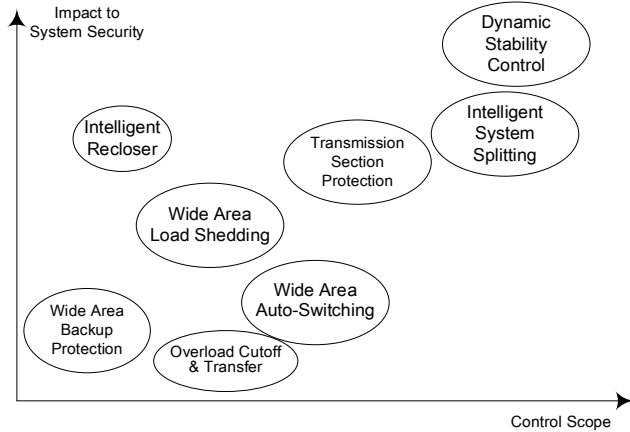 Impact to
System Security
Dynamic
Stability
Control
Intelligent
System
Splitting
Intelligent
Recloser
Transmission
Section
Protection
Wide Area
Load Shedding
Wide Area
Auto-Switching
Wide Area
Backup
Protection
Overload Cutoff
& Transfer
Control Scope